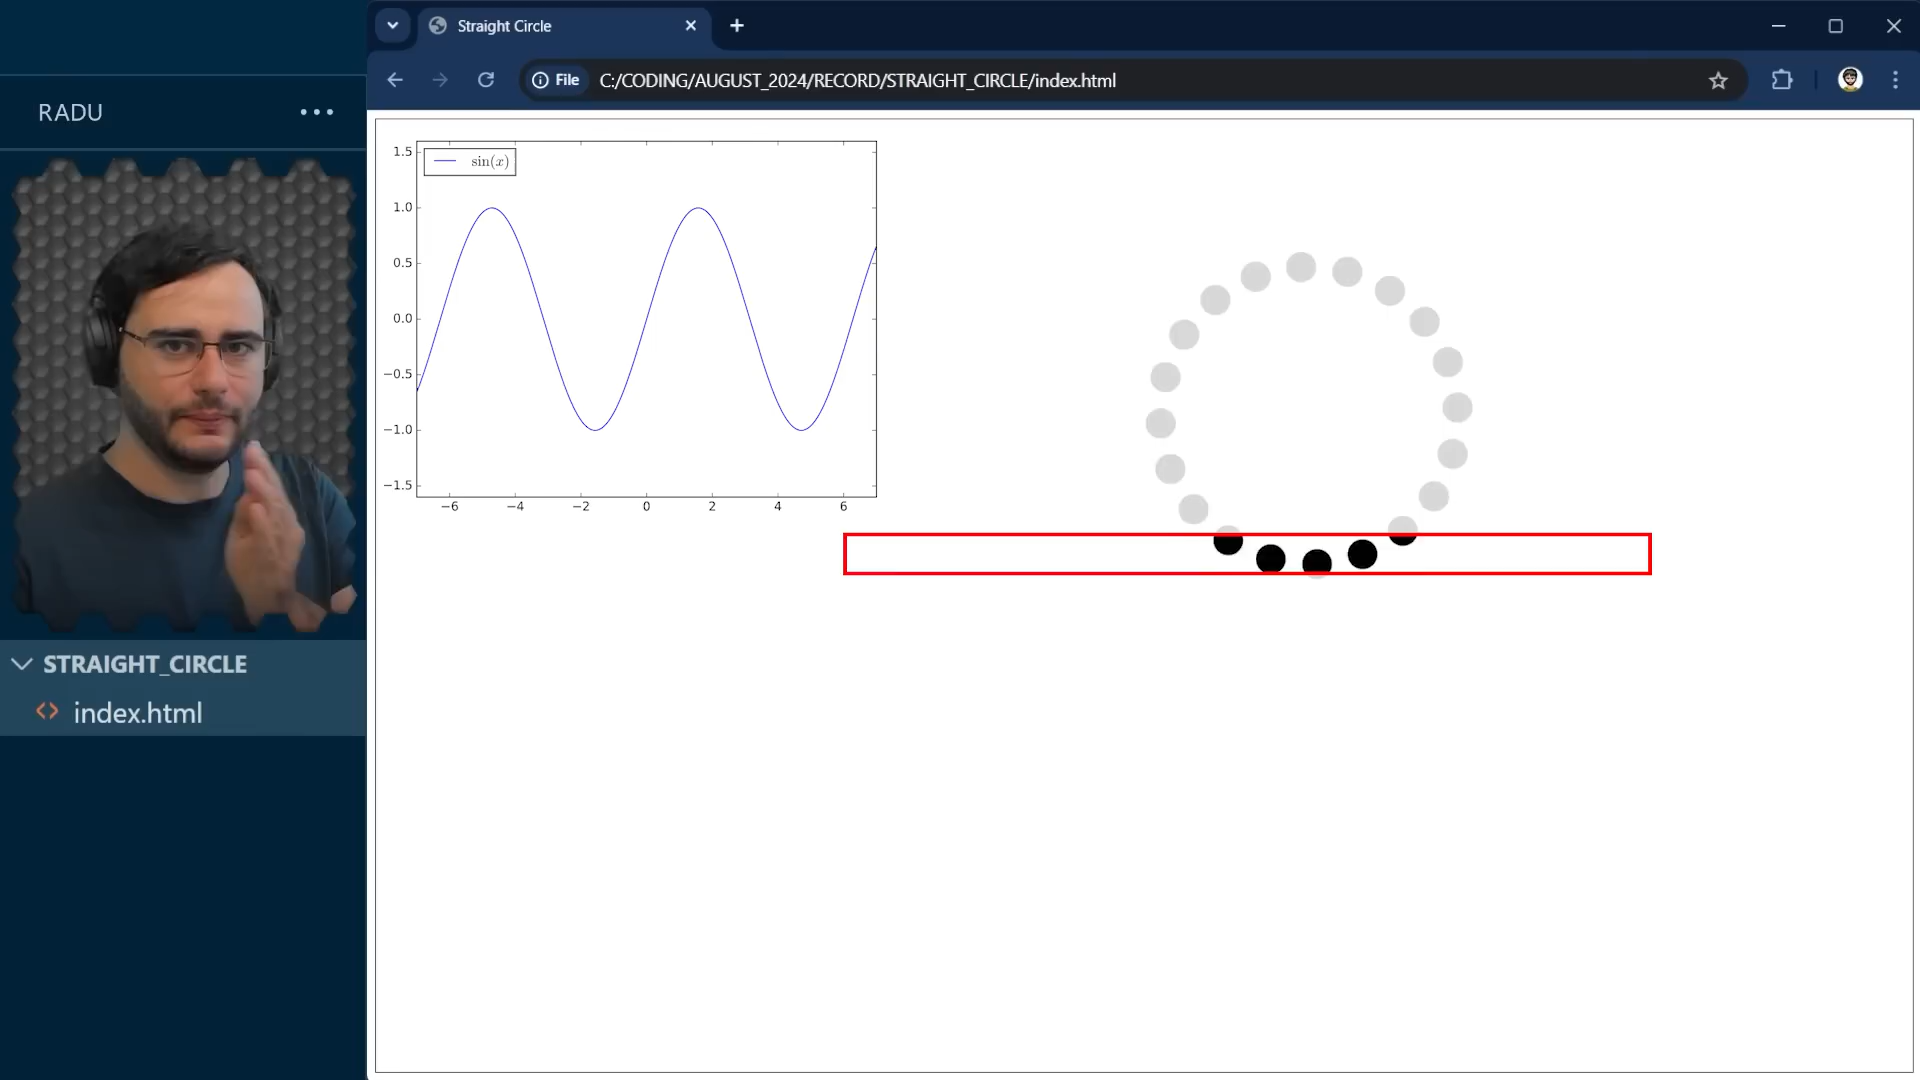 Straight Circle
File C:/CODING/AUGUST_2024/RECORD/STRAIGHT_CIRCLE/index.html
RADU
sin(x)
1.5
1.0
0.5
0.0
−0.5
−1.0
−1.5
−6 −4 −2 0 2 4 6
STRAIGHT_CIRCLE
index.html